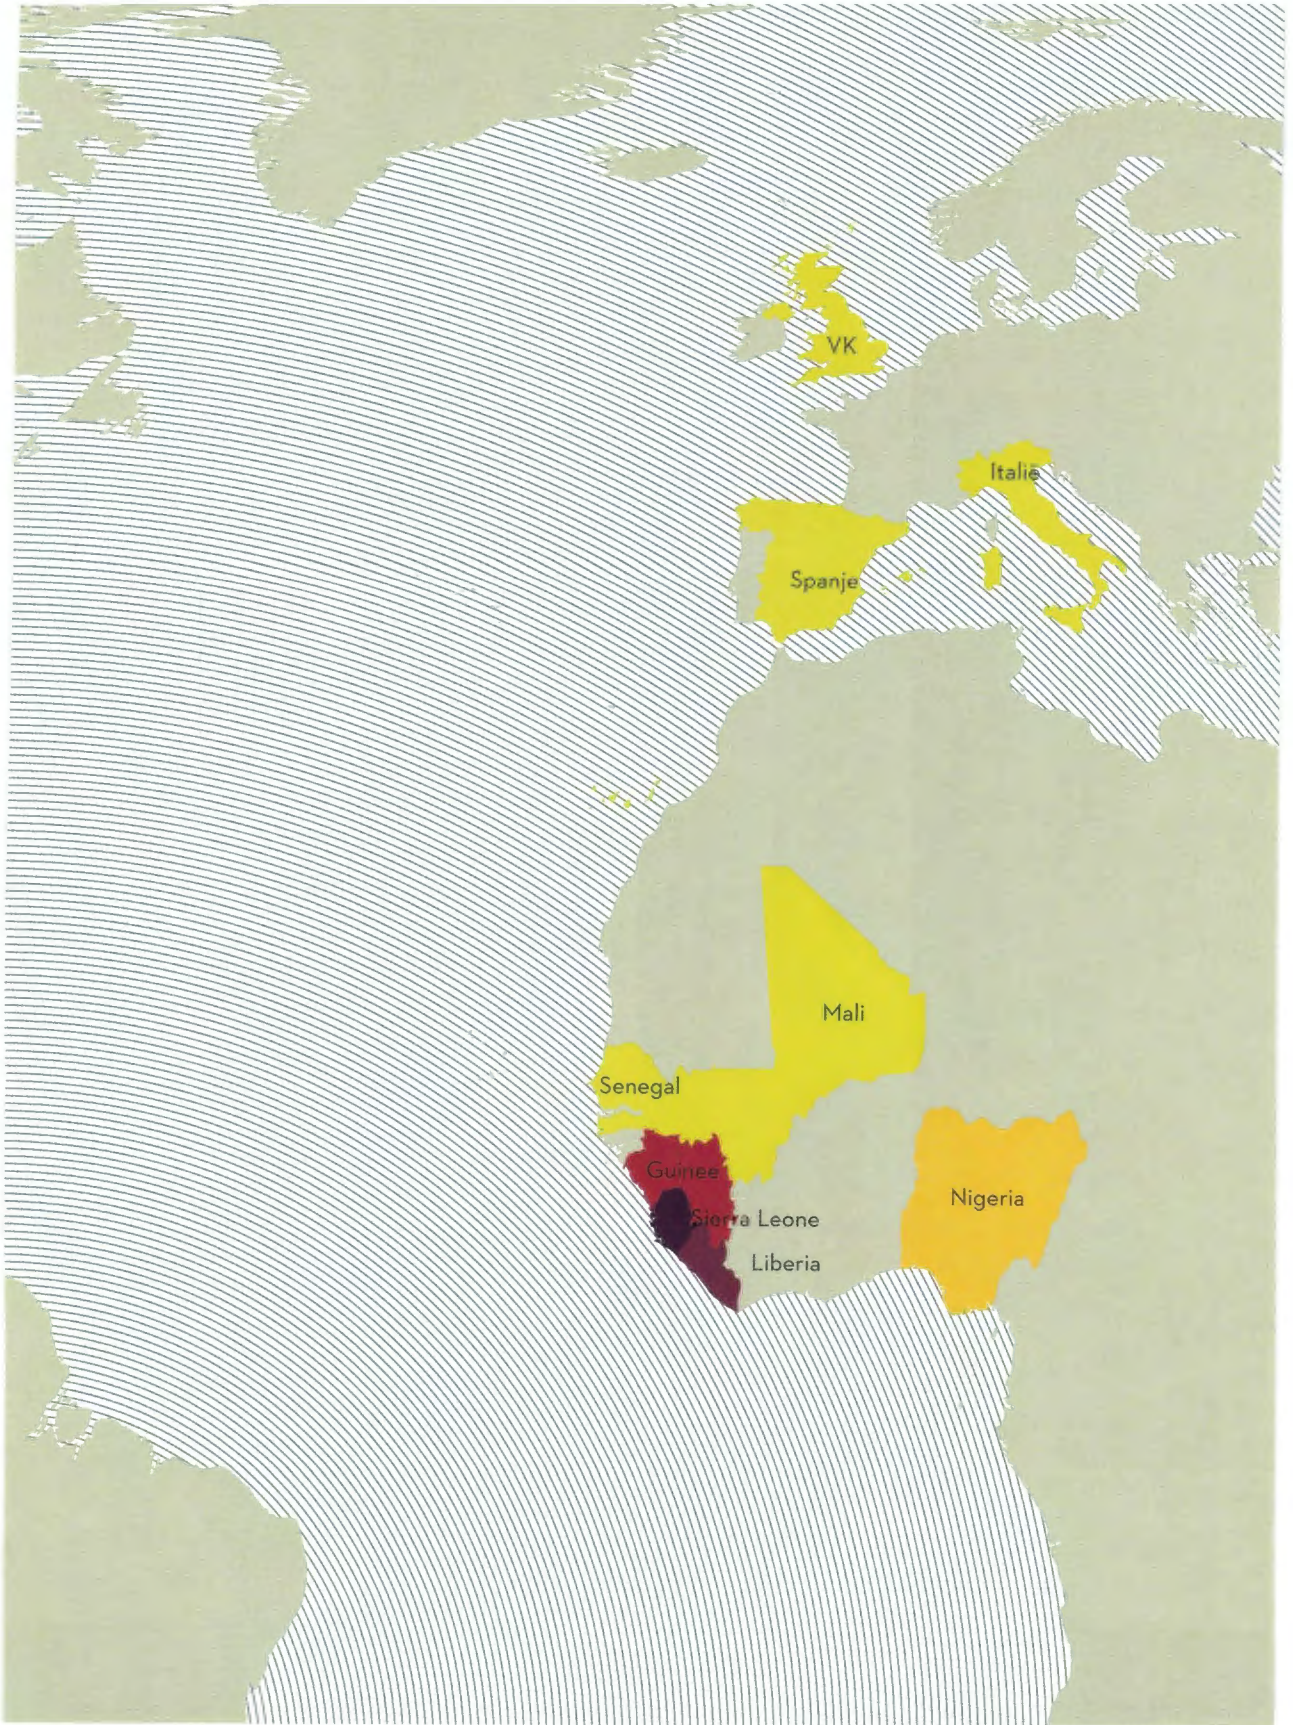 VK
Italië
Spanje
Mali
Senegal
Guinee
Nigeria
Sierra Leone
Liberia